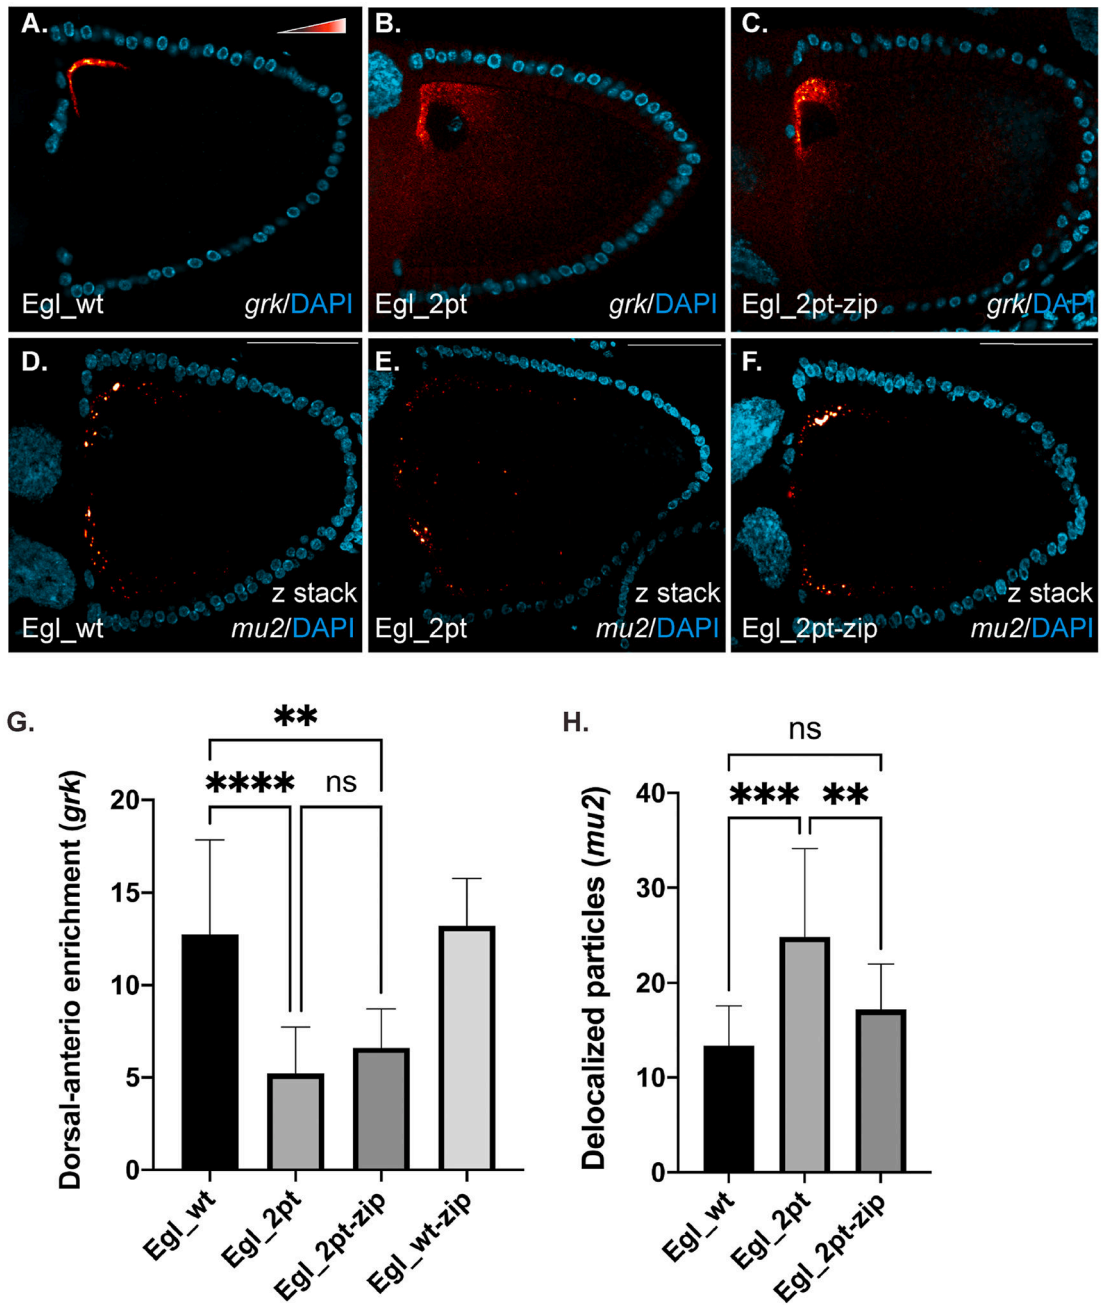 A.
B.
C.
Egl_wt
grk/DAPI
Egl_2pt
grk/DAPI
Egl_2pt-zip
grk/DAPI
D.
E.
F.
z stack
Egl_wt
mu2/DAPI
z stack
Egl_2pt
mu2/DAPI
z stack
Egl_2pt-zip
mu2/DAPI
G.
**
****
ns
Dorsal-anterio enrichment (grk)
20
15
10
5
0
Egl_wt
Egl_2pt
Egl_2pt-zip
Egl_wt-zip
H.
ns
***
**
Delocalized particles (mu2)
40
30
20
10
0
Egl_wt
Egl_2pt
Egl_2pt-zip